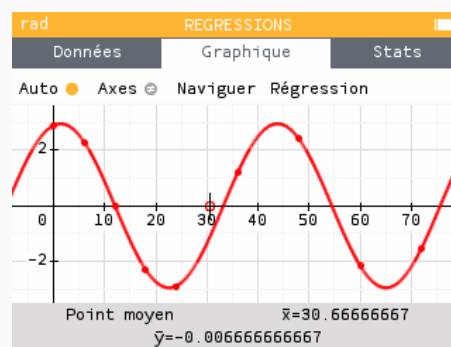 rad REGRESSIONS
Données Graphique Stats
Auto Axes Naviguer Régression
2
0 10 20 30 40 50 60 70
-2
Point moyen x̄=30.66666667
ȳ=-0.006666666667